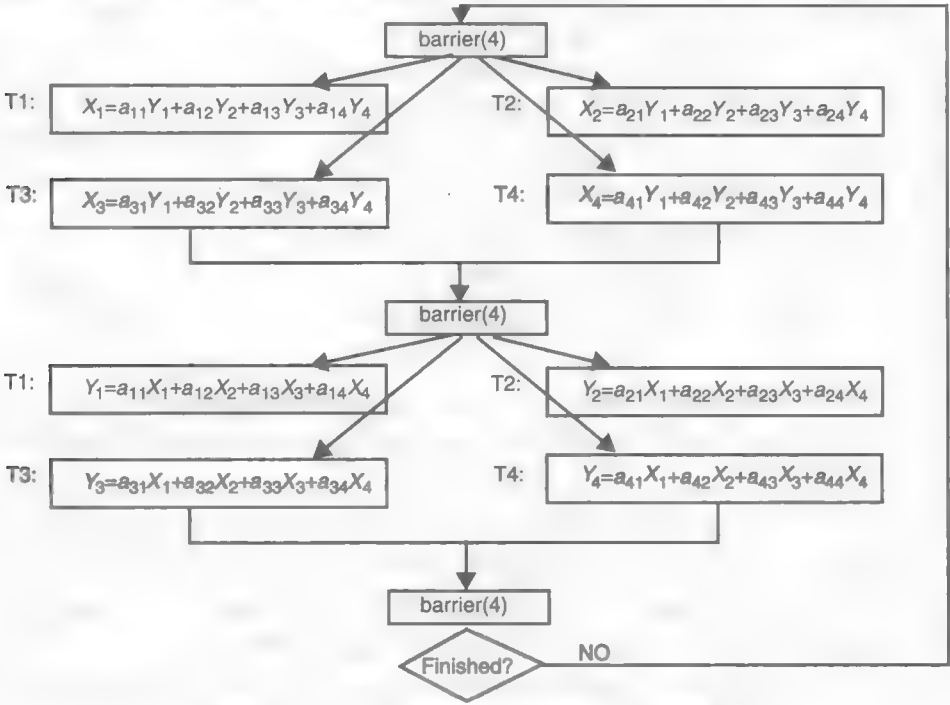 barrier(4)
T1: X₁=a₁₁Y₁+a₁₂Y₂+a₁₃Y₃+a₁₄Y₄
T2: X₂=a₂₁Y₁+a₂₂Y₂+a₂₃Y₃+a₂₄Y₄
T3: X₃=a₃₁Y₁+a₃₂Y₂+a₃₃Y₃+a₃₄Y₄
T4: X₄=a₄₁Y₁+a₄₂Y₂+a₄₃Y₃+a₄₄Y₄
barrier(4)
T1: Y₁=a₁₁X₁+a₁₂X₂+a₁₃X₃+a₁₄X₄
T2: Y₂=a₂₁X₁+a₂₂X₂+a₂₃X₃+a₂₄X₄
T3: Y₃=a₃₁X₁+a₃₂X₂+a₃₃X₃+a₃₄X₄
T4: Y₄=a₄₁X₁+a₄₂X₂+a₄₃X₃+a₄₄X₄
barrier(4)
Finished?
NO